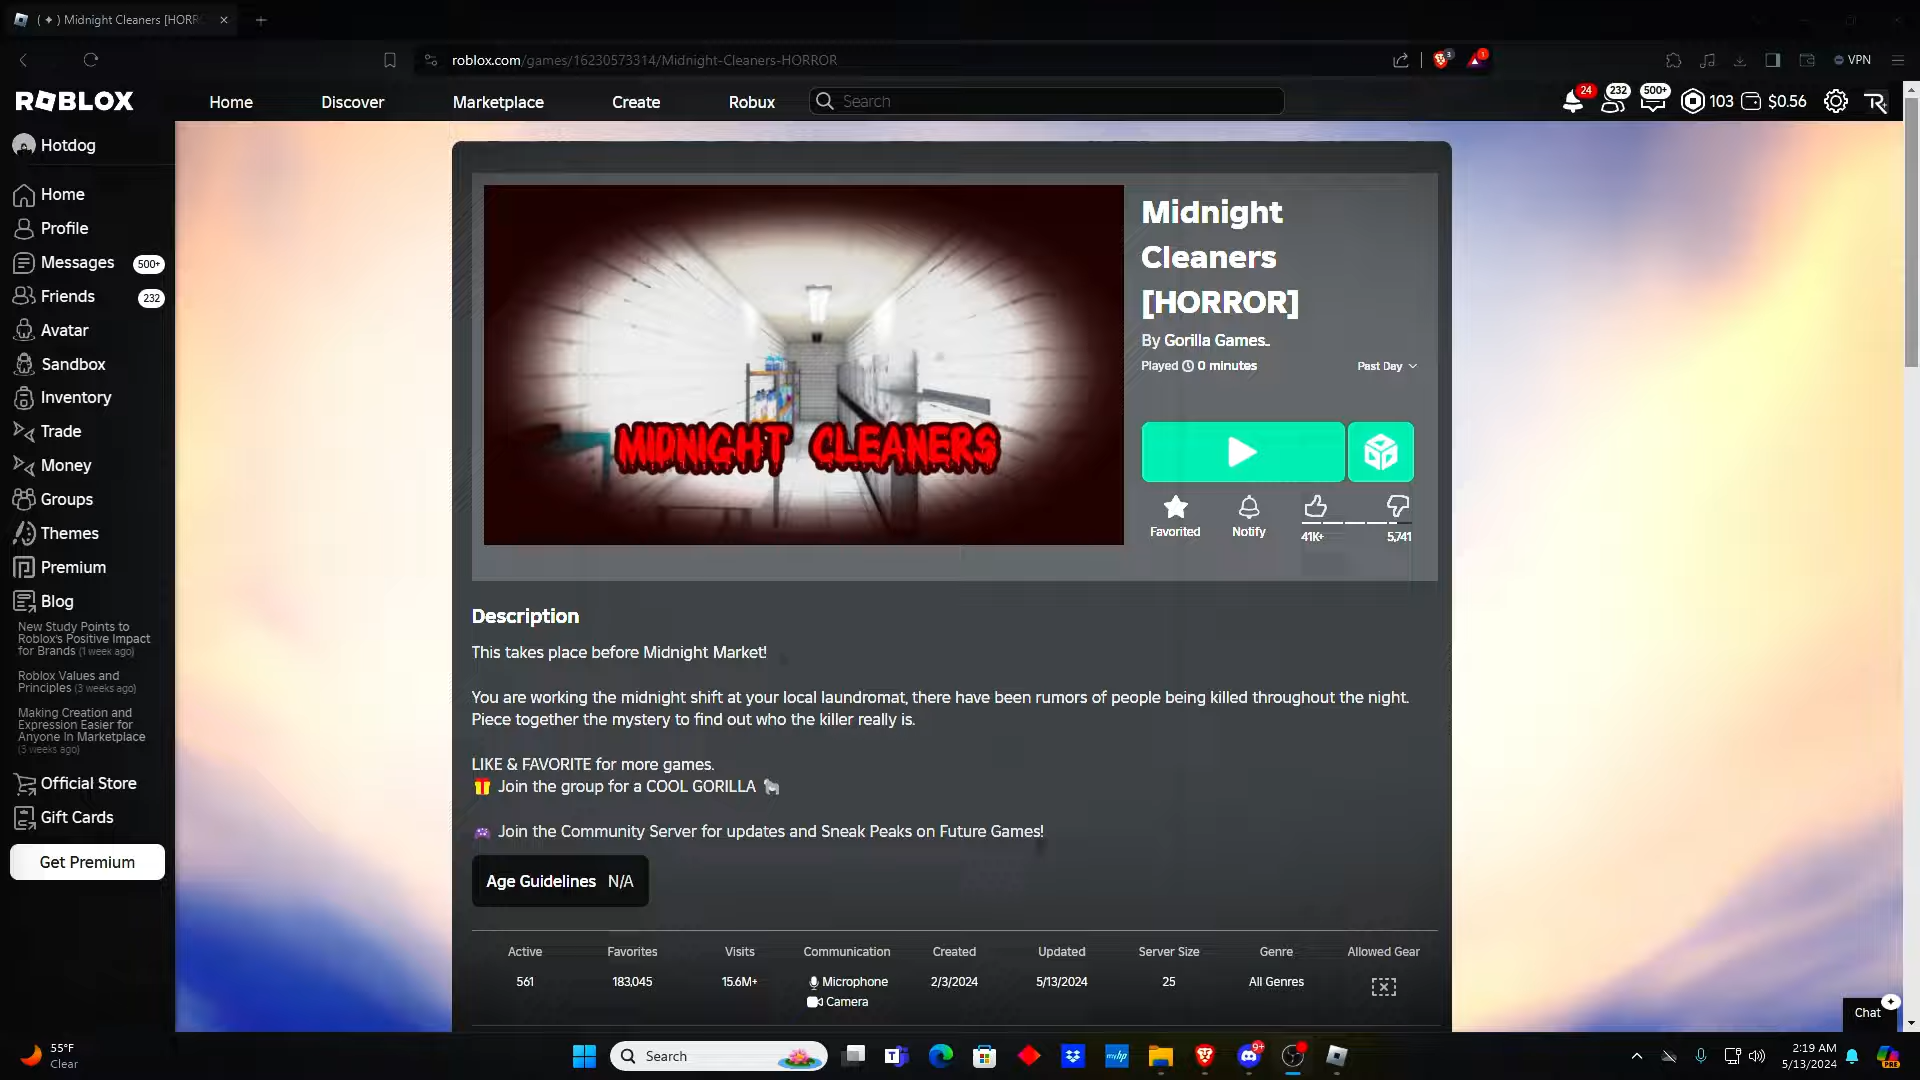 ( ✦ ) Midnight Cleaners [HORR
roblox.com/games/16230573314/Midnight-Cleaners-HORROR
3
1
VPN
ROBLOX
Home
Discover
Marketplace
Create
Robux
Search
24
232
500+
103
$0.56
Hotdog
Home
Profile
Messages
500+
Friends
232
Avatar
Sandbox
Inventory
Trade
Money
Groups
Themes
Premium
Blog
New Study Points to
Roblox's Positive Impact
for Brands (1 week ago)
Roblox Values and
Principles (3 weeks ago)
Making Creation and
Expression Easier for
Anyone In Marketplace
(5 weeks ago)
Official Store
Gift Cards
Get Premium
MIDNIGHT CLEANERS
Midnight
Cleaners
[HORROR]
By Gorilla Games..
Played 0 minutes
Past Day
Favorited
Notify
41K+
5,741
Description
This takes place before Midnight Market!
You are working the midnight shift at your local laundromat, there have been rumors of people being killed throughout the night.
Piece together the mystery to find out who the killer really is.
LIKE & FAVORITE for more games.
🎁 Join the group for a COOL GORILLA 🦍
🎮 Join the Community Server for updates and Sneak Peaks on Future Games!
Age Guidelines N/A
Active
Favorites
Visits
Communication
Created
Updated
Server Size
Genre
Allowed Gear
561
183,045
15.6M+
Microphone
Camera
2/3/2024
5/13/2024
25
All Genres
Chat
55°F
Clear
Search
myhp
9+
2:19 AM
5/13/2024
PRE